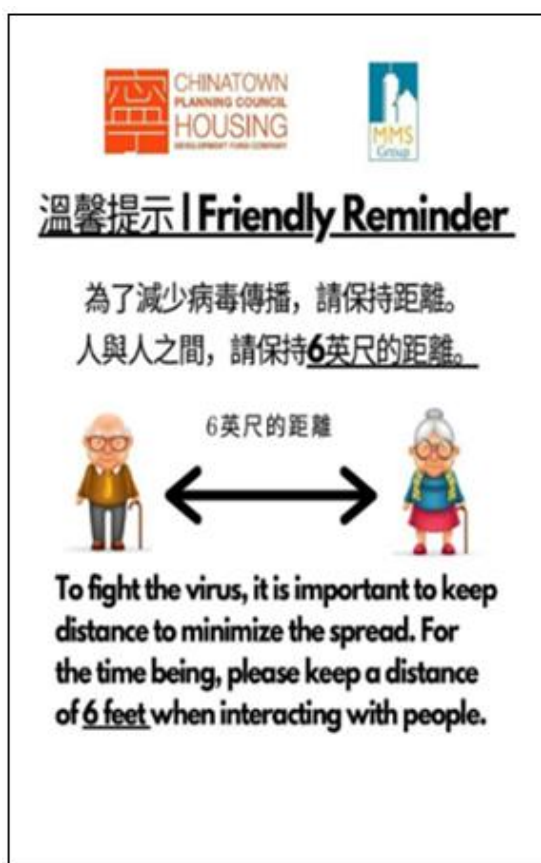 CHINATOWN
PLANNING COUNCIL
HOUSING
DEVELOPMENT FUND COMPANY
MMS
Group
溫馨提示 | Friendly Reminder
為了減少病毒傳播，請保持距離。
人與人之間，請保持6英尺的距離。
6英尺的距離
To fight the virus, it is important to keep
distance to minimize the spread. For
the time being, please keep a distance
of 6 feet when interacting with people.